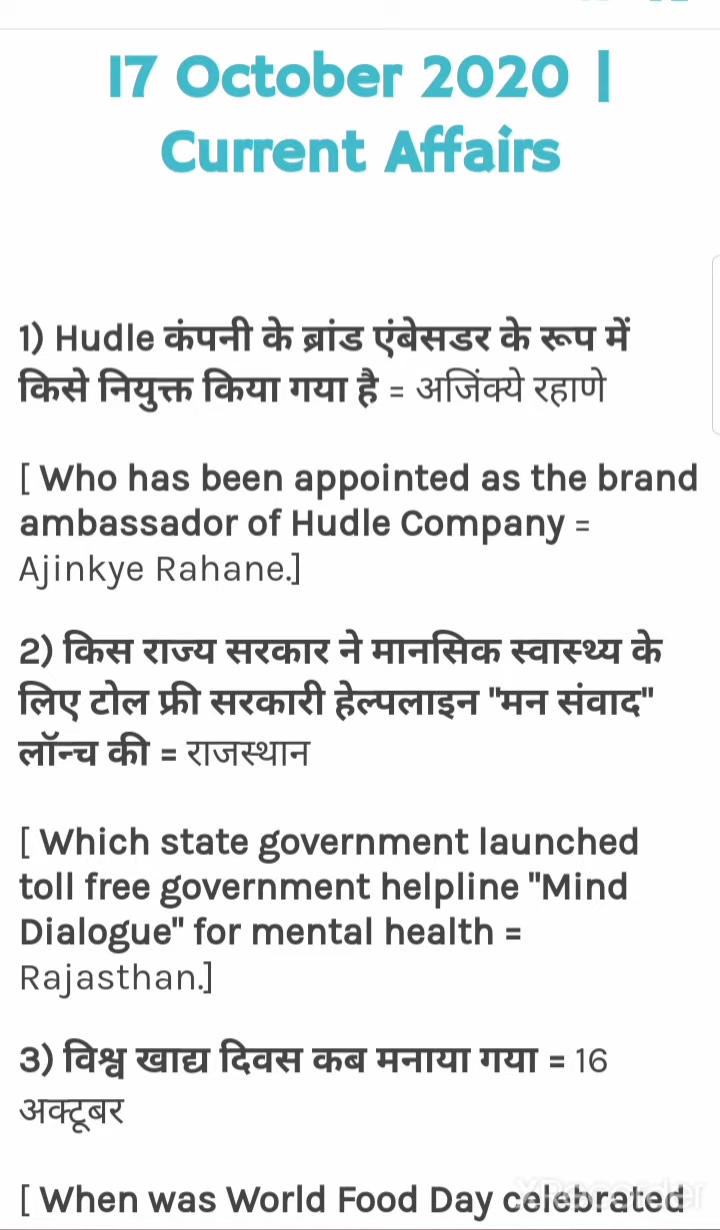 17 October 2020 |
Current Affairs
1) Hudle कंपनी के ब्रांड एंबेसडर के रूप में
किसे नियुक्त किया गया है = अजिंक्ये रहाणे
[ Who has been appointed as the brand
ambassador of Hudle Company =
Ajinkye Rahane.]
2) किस राज्य सरकार ने मानसिक स्वास्थ्य के
लिए टोल फ्री सरकारी हेल्पलाइन "मन संवाद"
लॉन्च की = राजस्थान
[ Which state government launched
toll free government helpline "Mind
Dialogue" for mental health =
Rajasthan.]
3) विश्व खाद्य दिवस कब मनाया गया = 16
अक्टूबर
[ When was World Food Day celebrated
XRecorder